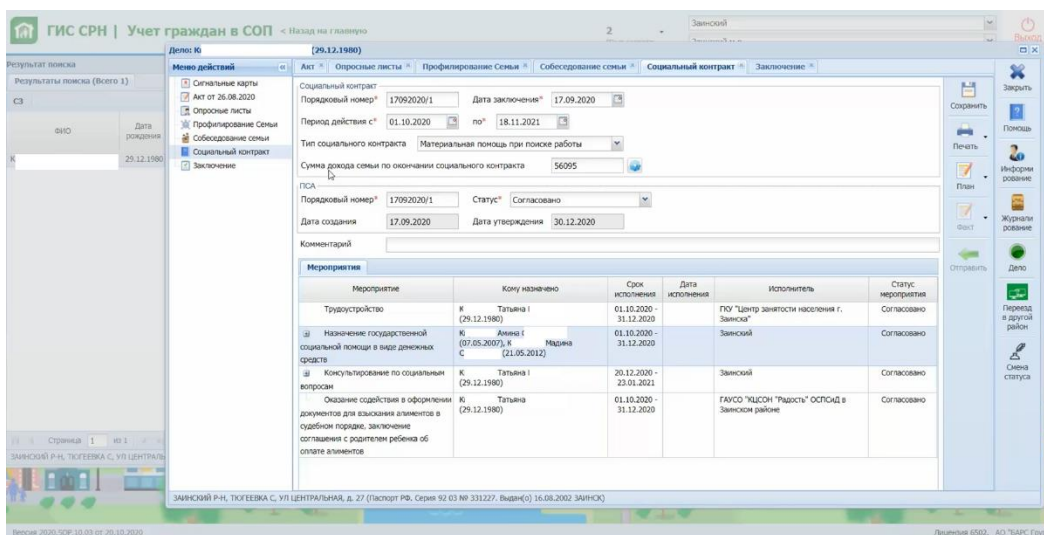 ГИС СРН | Учет граждан в СОП < Назад на главную
2
Заинский
Выход
Дело: К (29.12.1980)
Результат поиска
Результаты поиска (Всего 1)
СЗ
ФИО
Дата рождения
К
29.12.1980
Страница 1 из 1
Меню действий
Сигнальные карты
Акт от 26.08.2020
Опросные листы
Профилирование Семьи
Собеседование семьи
Социальный контракт
Заключение
Акт Опросные листы Профилирование Семьи Собеседование семьи Социальный контракт Заключение
Социальный контракт
Порядковый номер* 17092020/1 Дата заключения* 17.09.2020
Период действия с* 01.10.2020 по* 18.11.2021
Тип социального контракта Материальная помощь при поиске работы
Сумма дохода семьи по окончании социального контракта 56095
ПСА
Порядковый номер* 17092020/1 Статус* Согласовано
Дата создания 17.09.2020 Дата утверждения 30.12.2020
Комментарий
Мероприятия
Мероприятие Кому назначено Срок исполнения Дата исполнения Исполнитель Статус мероприятия
Трудоустройство К Татьяна (29.12.1980) 01.10.2020 - 31.12.2020 ГКУ "Центр занятости населения г. Заинска" Согласовано
Назначение государственной социальной помощи в виде денежных средств К Амина С (07.05.2007), К Мадина С (21.05.2012) 01.10.2020 - 31.12.2020 Заинский Согласовано
Консультирование по социальным вопросам К Татьяна (29.12.1980) 20.12.2020 - 23.01.2021 Заинский Согласовано
Оказание содействия в оформлении документов для взыскания алиментов в судебном порядке, заключение соглашения с родителем ребенка об оплате алиментов К Татьяна (29.12.1980) 01.10.2020 - 31.12.2020 ГАУСО "КЦСОН "Радость" ОСПСиД в Заинском районе Согласовано
Сохранить
Печать
План
Факт
Отправить
Закрыть
Помощь
Информирование
Журналирование
Дело
Переезд в другой район
Смена статуса
ЗАИНСКИЙ Р-Н, ТЮГЕЕВКА С, УЛ ЦЕНТРАЛЬ
ЗАИНСКИЙ Р-Н, ТЮГЕЕВКА С, УЛ ЦЕНТРАЛЬНАЯ, д. 27 (Паспорт РФ. Серия 92 03 № 331227. Выдан(о) 16.08.2002 ЗАИНСК)
Версия 2020 SOP 10.03 от 20.10.2020
Лицензия 6502, АО "БАРС Груп